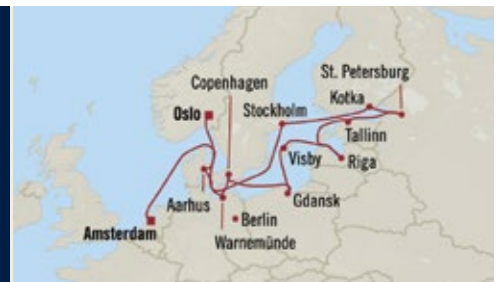 St. Petersburg
Copenhagen
Kotka
Oslo
Stockholm
Tallinn
Visby
Riga
Aarhus
Gdansk
Berlin
Amsterdam
Warnemünde